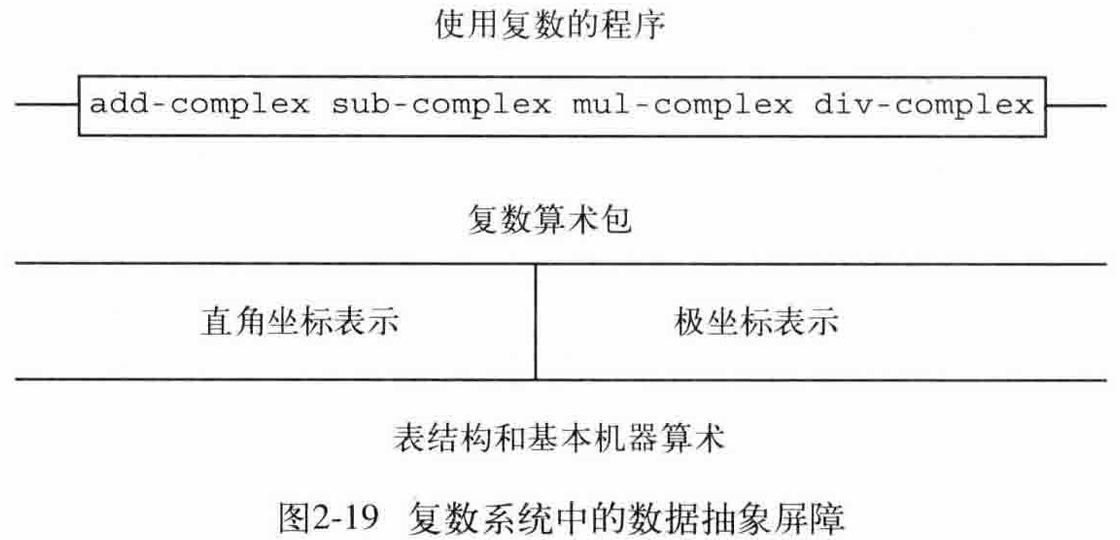 使用复数的程序
add-complex sub-complex mul-complex div-complex
复数算术包
直角坐标表示 极坐标表示
表结构和基本机器算术
图2-19 复数系统中的数据抽象屏障